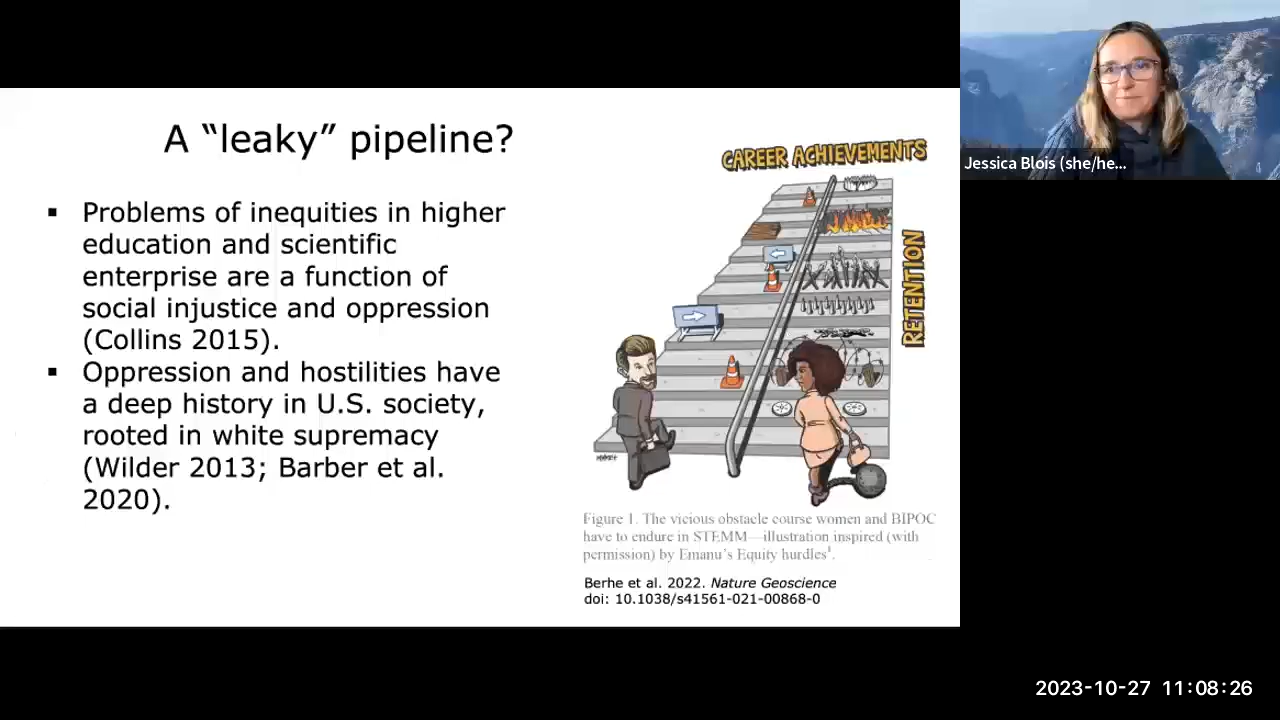 A “leaky” pipeline?
▪ Problems of inequities in higher
education and scientific
enterprise are a function of
social injustice and oppression
(Collins 2015).
▪ Oppression and hostilities have
a deep history in U.S. society,
rooted in white supremacy
(Wilder 2013; Barber et al.
2020).
CAREER ACHIEVEMENTS
RETENTION
Figure 1. The vicious obstacle course women and BIPOC
have to endure in STEMM—illustration inspired (with
permission) by Emanu’s Equity hurdles¹.
Berhe et al. 2022. Nature Geoscience
doi: 10.1038/s41561-021-00868-0
Jessica Blois (she/he...
2023-10-27 11:08:26